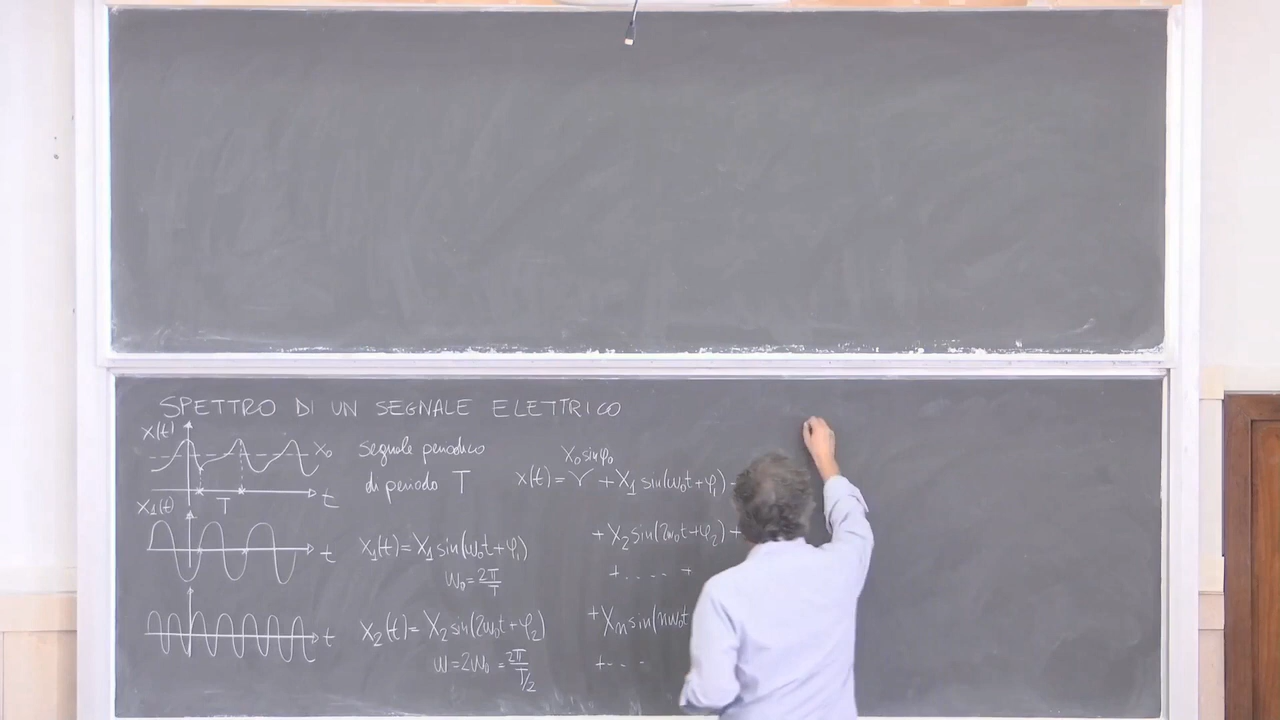 SPETTRO DI UN SEGNALE ELETTRICO
x(t)
X₀
t
T
segnale periodico
di periodo T
X₀ sinφ₀
x(t) = + X₁ sin(ω₀t+φ₁)
+ X₂ sin(2ω₀t+φ₂) +
+ . . . . +
+ Xₙ sin(nω₀t
+ . . .
x₁(t)
t
x₁(t) = X₁ sin(ω₀t+φ₁)
ω₀ = 2π/T
t
x₂(t) = X₂ sin(2ω₀t+φ₂)
ω = 2ω₀ = 2π/T/2